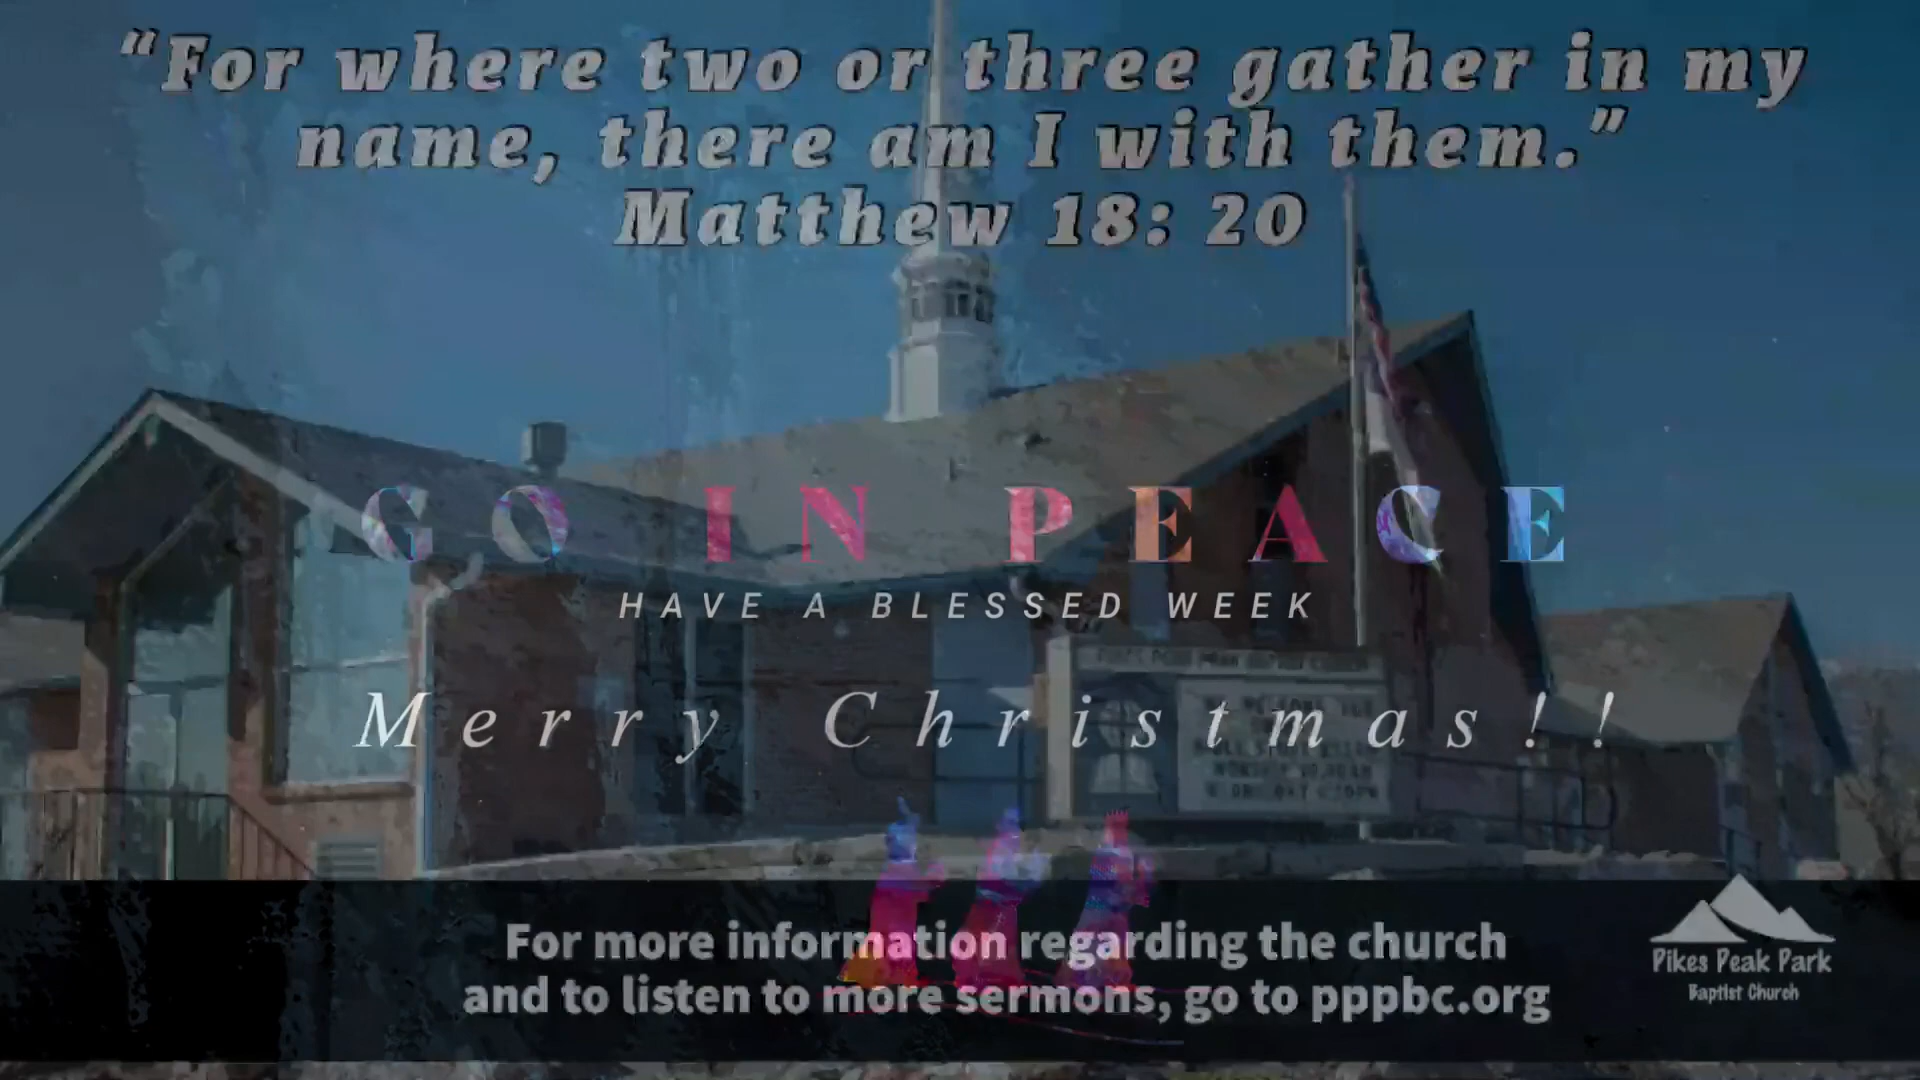 “For where two or three gather in my
name, there am I with them.”
Matthew 18: 20
GO IN PEACE
HAVE A BLESSED WEEK
Merry Christmas!!
For more information regarding the church
and to listen to more sermons, go to pppbc.org
Pikes Peak Park
Baptist Church